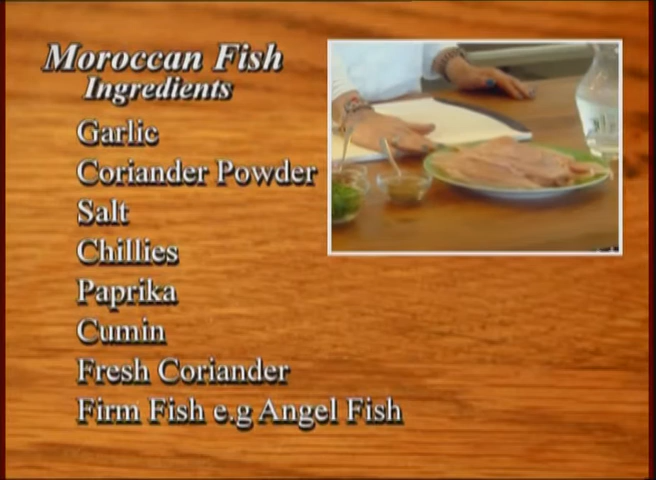 Moroccan Fish
Ingredients
Garlic
Coriander Powder
Salt
Chillies
Paprika
Cumin
Fresh Coriander
Firm Fish e.g Angel Fish